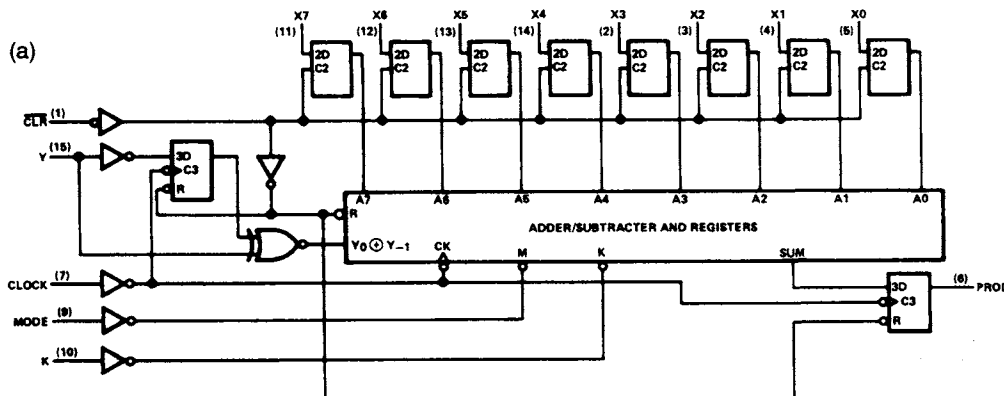 (a)
X7 X6 X5 X4 X3 X2 X1 X0
(11) (12) (13) (14) (2) (3) (4) (5)
2D 2D 2D 2D 2D 2D 2D 2D
C2 C2 C2 C2 C2 C2 C2 C2
CLR (1)
Y (15)
3D
C3
R
A7 A6 A5 A4 A3 A2 A1 A0
R
ADDER/SUBTRACTER AND REGISTERS
Y0 ⊕ Y−1
CK M K SUM
CLOCK (7)
3D (6) PROD
C3
R
MODE (9)
K (10)